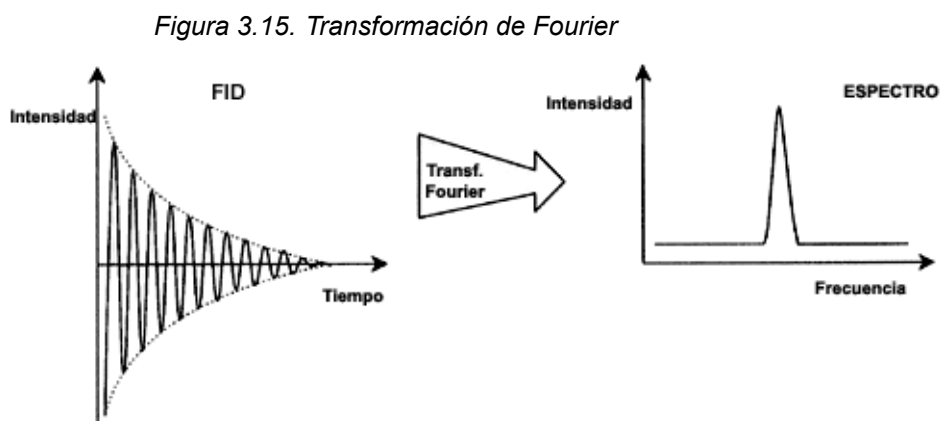 Figura 3.15. Transformación de Fourier
FID
Intensidad
Tiempo
Transf.
Fourier
ESPECTRO
Intensidad
Frecuencia